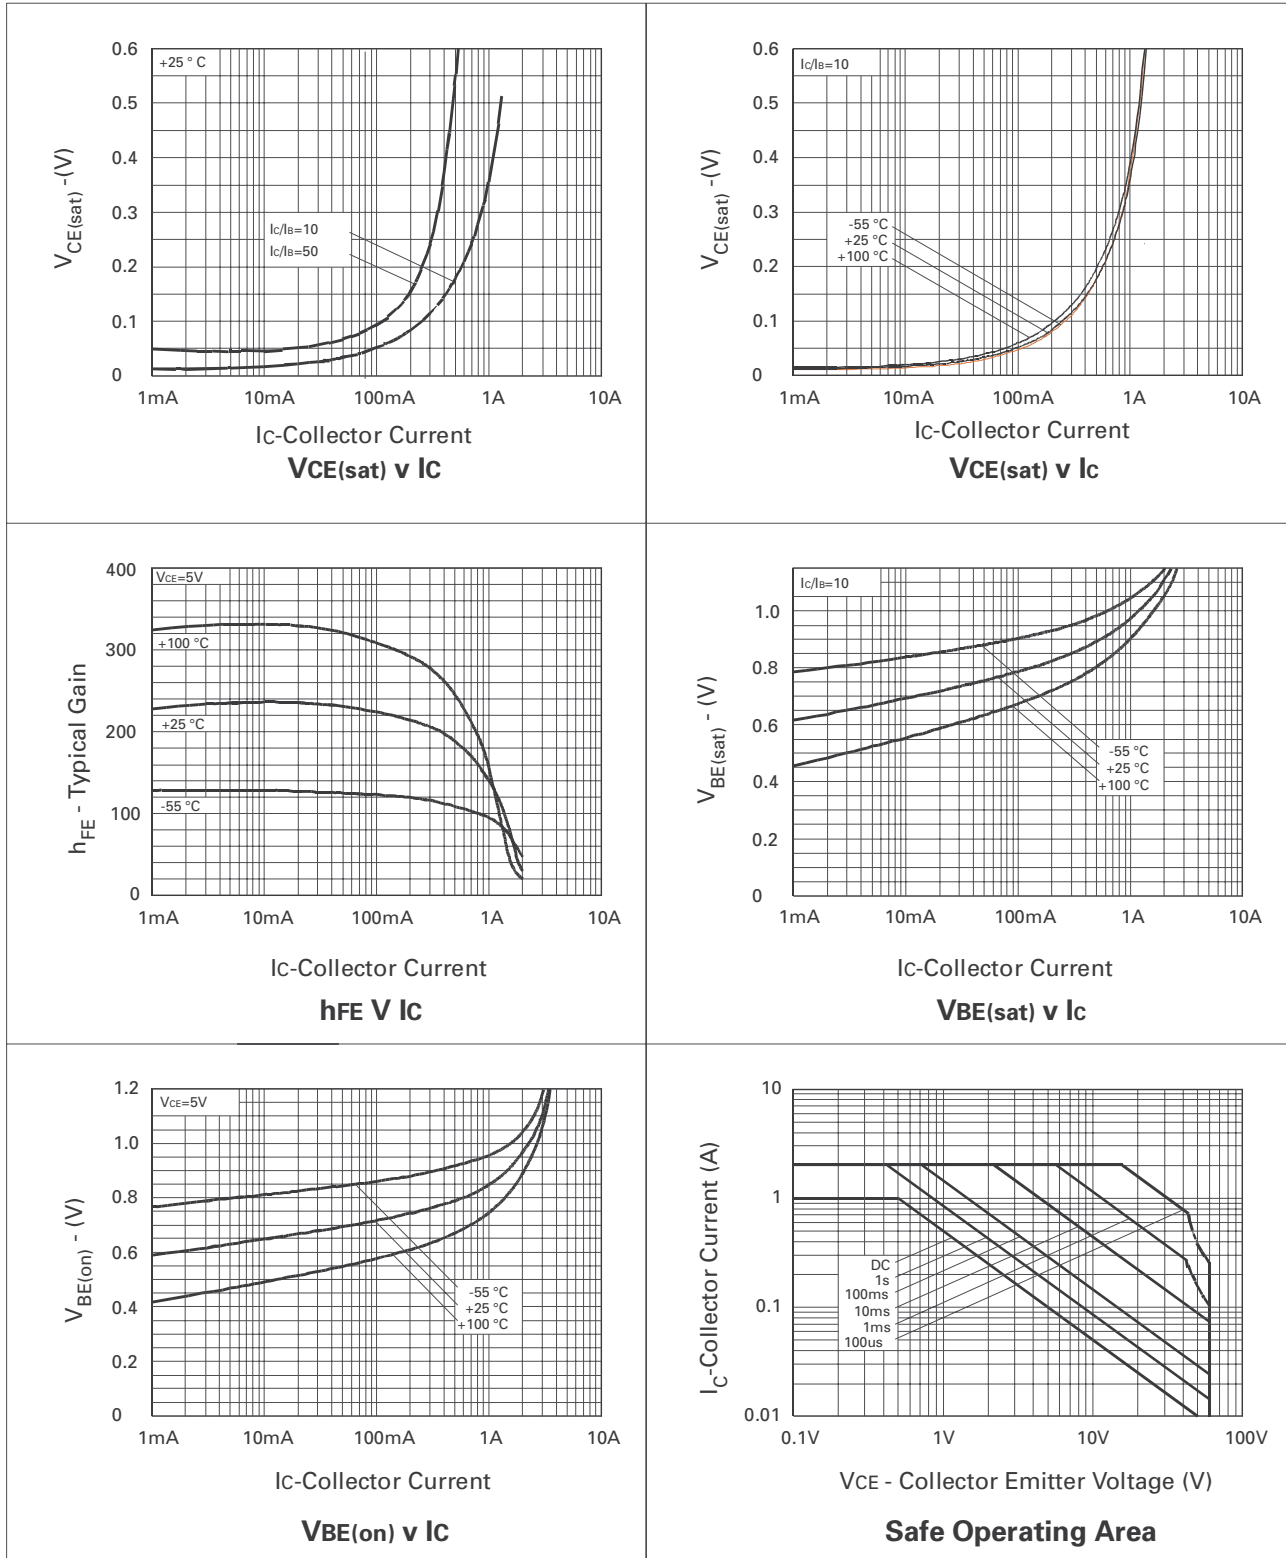 0.6
0.5
0.4
0.3
0.2
0.1
0
VCE(sat) -(V)
+25 ° C
IC/IB=10
IC/IB=50
1mA 10mA 100mA 1A 10A
IC-Collector Current
VCE(sat) v IC
0.6
0.5
0.4
0.3
0.2
0.1
0
VCE(sat) -(V)
IC/IB=10
-55 °C
+25 °C
+100 °C
1mA 10mA 100mA 1A 10A
IC-Collector Current
VCE(sat) v IC
400
300
200
100
0
hFE - Typical Gain
VCE=5V
+100 °C
+25 °C
-55 °C
1mA 10mA 100mA 1A 10A
IC-Collector Current
hFE V IC
1.0
0.8
0.6
0.4
0.2
0
VBE(sat) - (V)
IC/IB=10
-55 °C
+25 °C
+100 °C
1mA 10mA 100mA 1A 10A
IC-Collector Current
VBE(sat) v IC
1.2
1.0
0.8
0.6
0.4
0.2
0
VBE(on) - (V)
VCE=5V
-55 °C
+25 °C
+100 °C
1mA 10mA 100mA 1A 10A
IC-Collector Current
VBE(on) v IC
10
1
0.1
0.01
IC-Collector Current (A)
DC
1s
100ms
10ms
1ms
100us
0.1V 1V 10V 100V
VCE - Collector Emitter Voltage (V)
Safe Operating Area